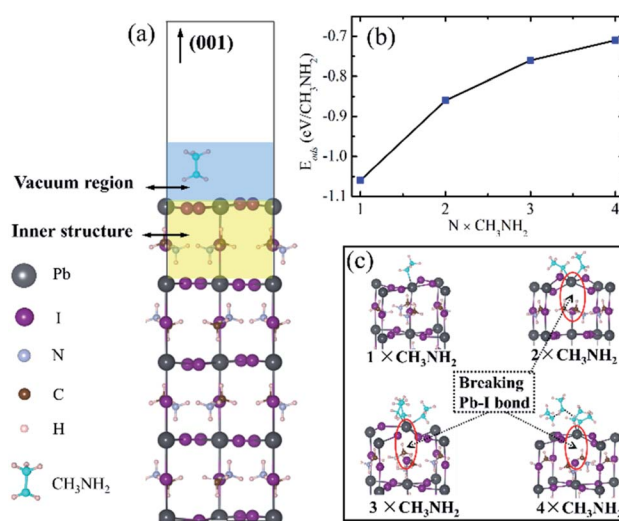 (a)
(001)
Vacuum region
Inner structure
Pb
I
N
C
H
CH₃NH₂
(b)
E_ads (eV/CH₃NH₂)
-0.7
-0.8
-0.9
-1.0
-1.1
1 2 3 4
N × CH₃NH₂
(c)
1×CH₃NH₂
2×CH₃NH₂
Breaking
Pb-I bond
3×CH₃NH₂
4×CH₃NH₂